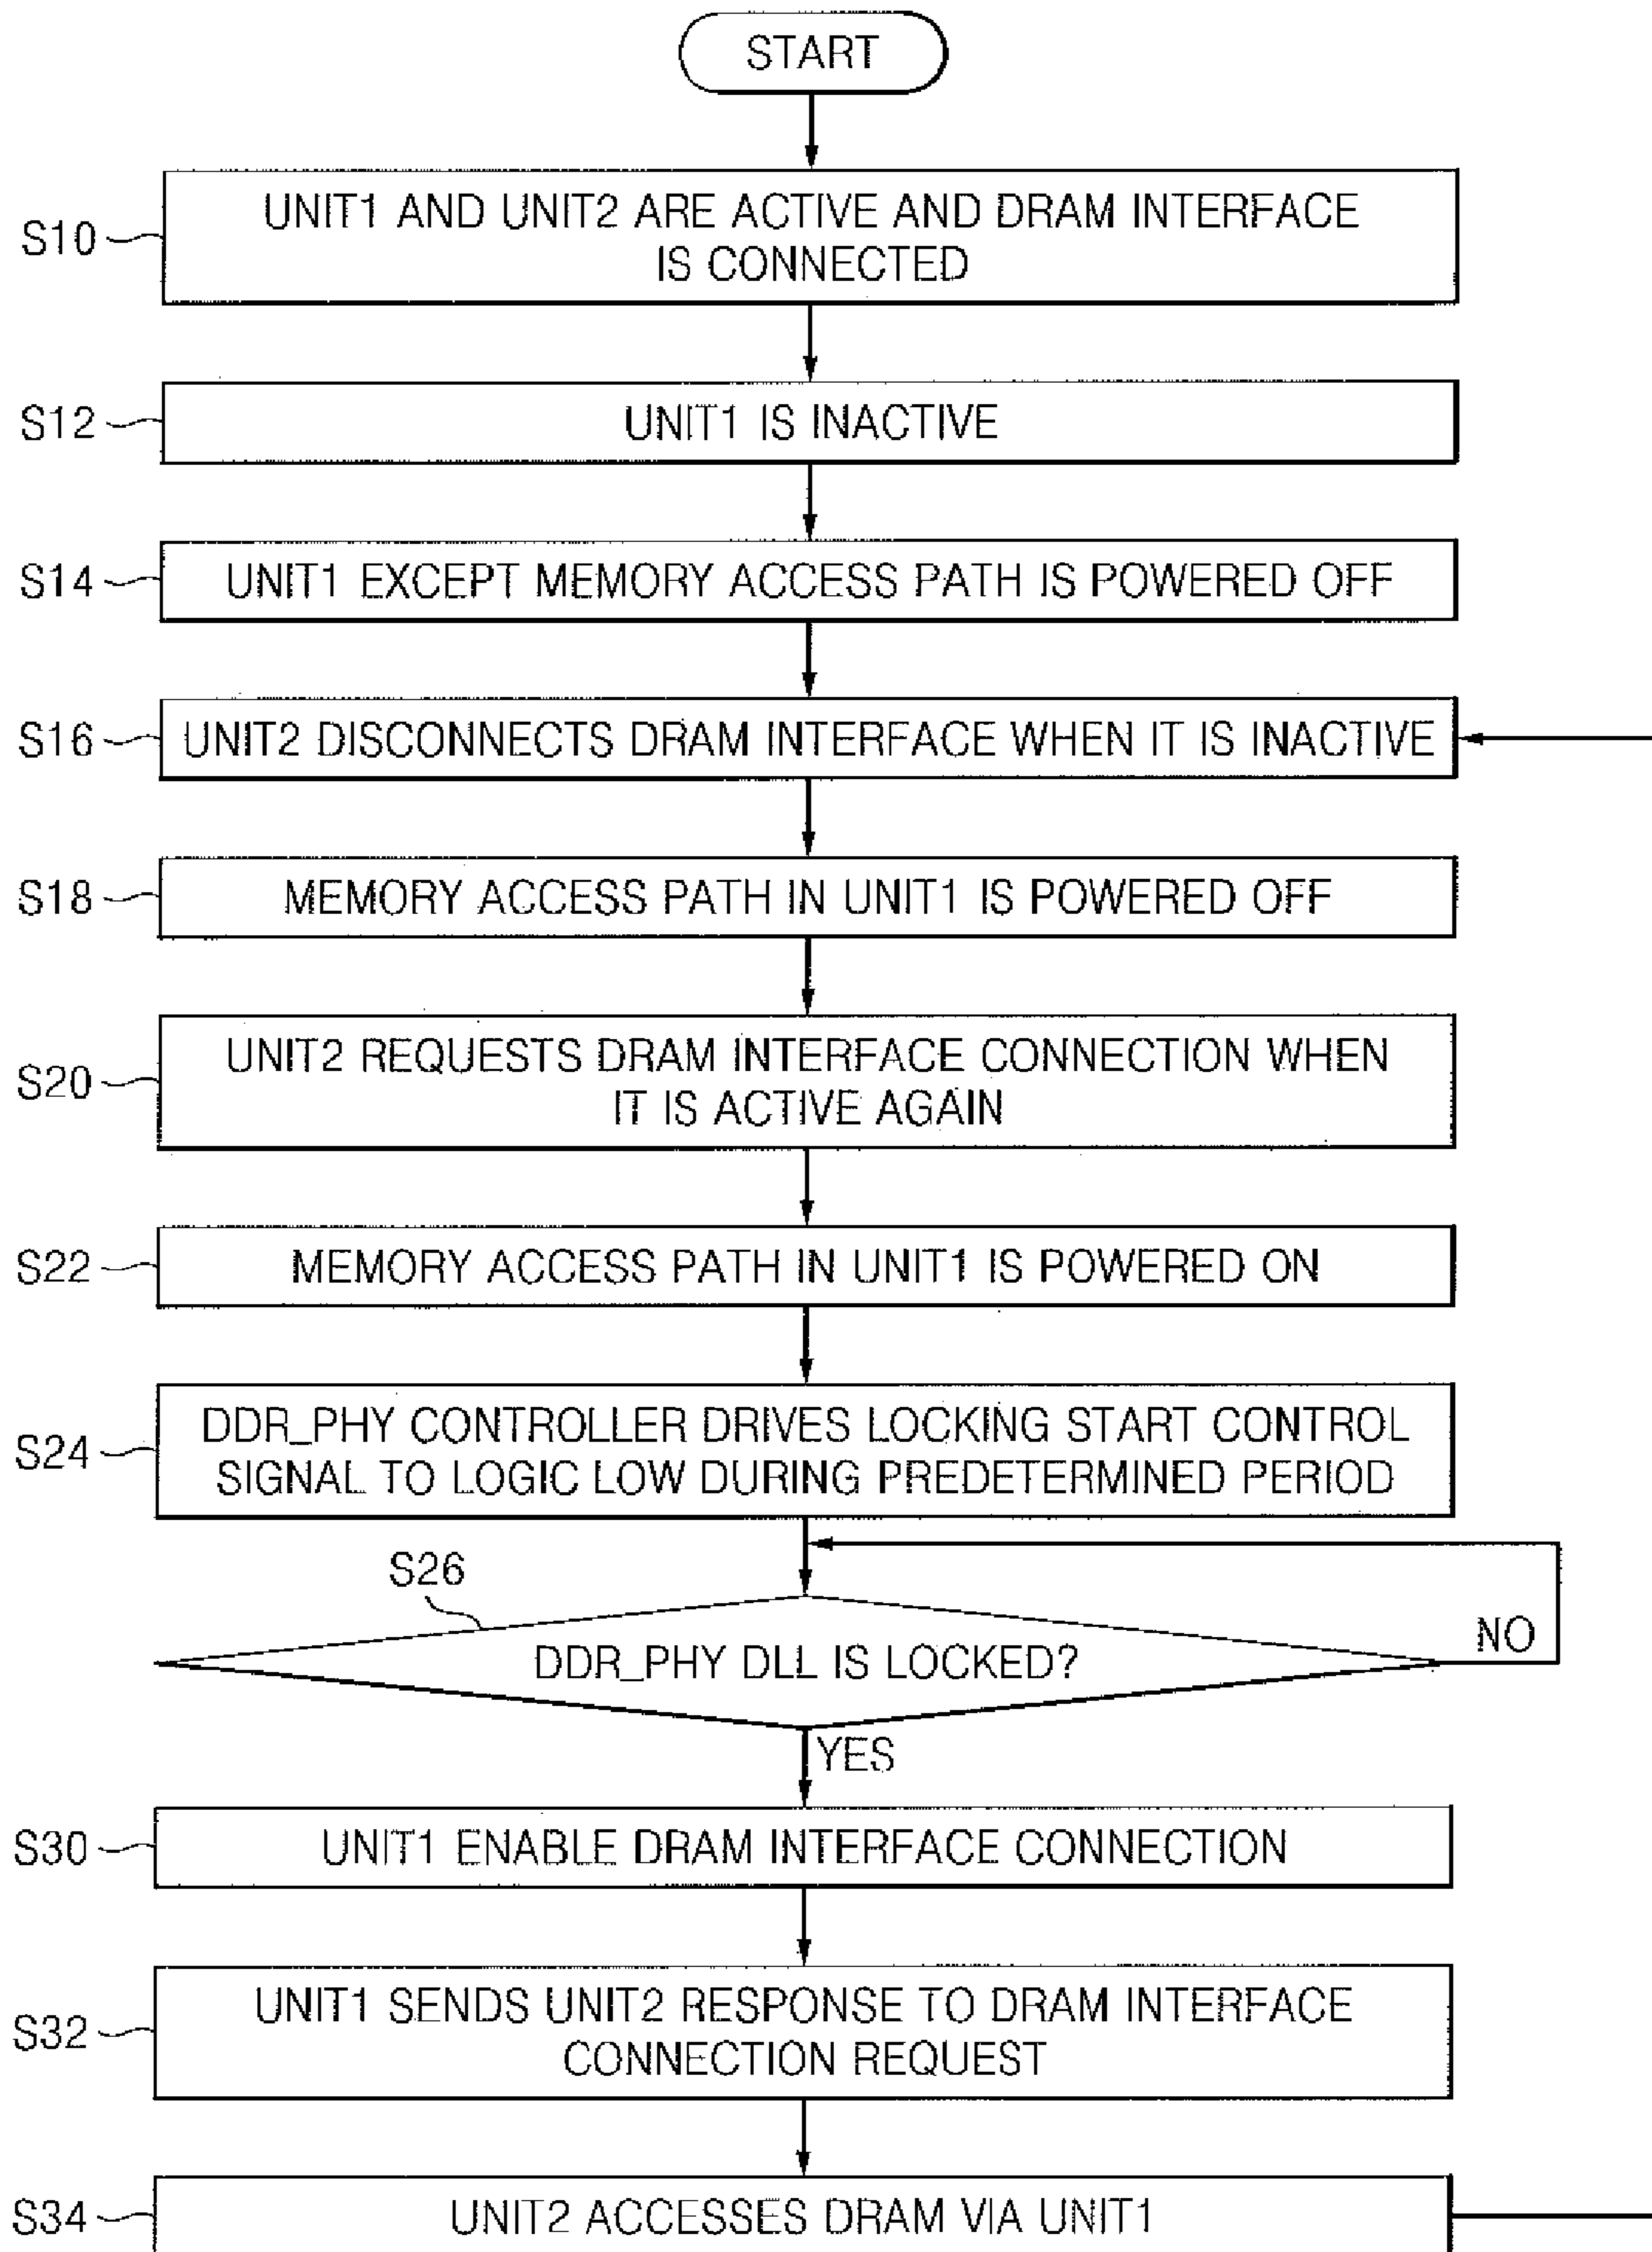 START
S10
UNIT1 AND UNIT2 ARE ACTIVE AND DRAM INTERFACE
IS CONNECTED
S12
UNIT1 IS INACTIVE
S14
UNIT1 EXCEPT MEMORY ACCESS PATH IS POWERED OFF
S16
UNIT2 DISCONNECTS DRAM INTERFACE WHEN IT IS INACTIVE
S18
MEMORY ACCESS PATH IN UNIT1 IS POWERED OFF
S20
UNIT2 REQUESTS DRAM INTERFACE CONNECTION WHEN
IT IS ACTIVE AGAIN
S22
MEMORY ACCESS PATH IN UNIT1 IS POWERED ON
S24
DDR_PHY CONTROLLER DRIVES LOCKING START CONTROL
SIGNAL TO LOGIC LOW DURING PREDETERMINED PERIOD
S26
DDR_PHY DLL IS LOCKED?
NO
YES
S30
UNIT1 ENABLE DRAM INTERFACE CONNECTION
S32
UNIT1 SENDS UNIT2 RESPONSE TO DRAM INTERFACE
CONNECTION REQUEST
S34
UNIT2 ACCESSES DRAM VIA UNIT1